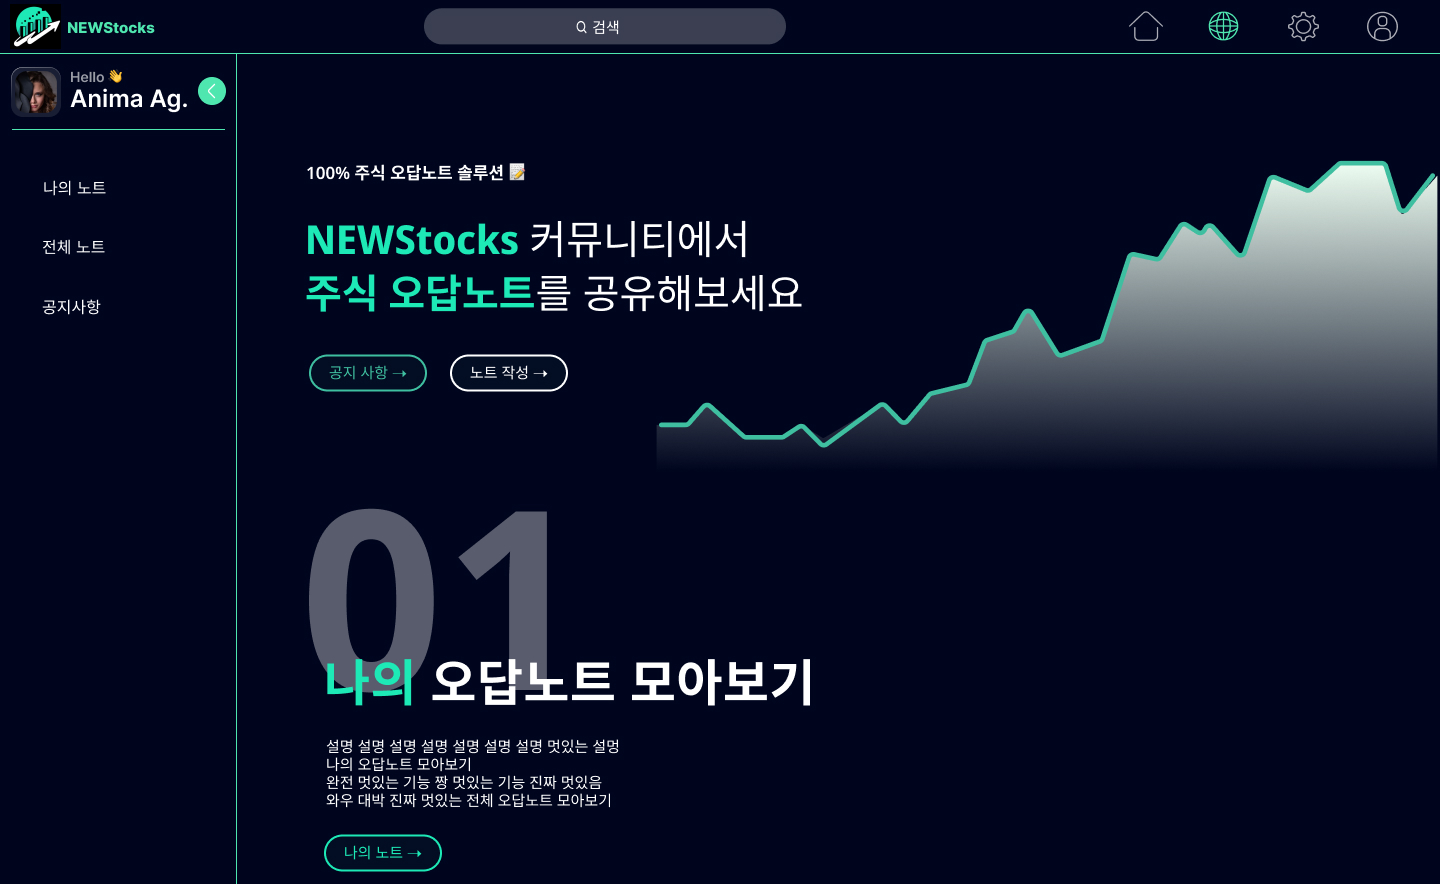 NEWStocks
검색
Hello 👋
Anima Ag.
나의 노트
전체 노트
공지사항
100% 주식 오답노트 솔루션 📝
NEWStocks 커뮤니티에서
주식 오답노트를 공유해보세요
공지 사항 →
노트 작성 →
01
나의 오답노트 모아보기
설명 설명 설명 설명 설명 설명 설명 멋있는 설멍
나의 오답노트 모아보기
완전 멋있는 기능 짱 멋있는 기능 진짜 멋있음
와우 대박 진짜 멋있는 전체 오답노트 모아보기
나의 노트 →